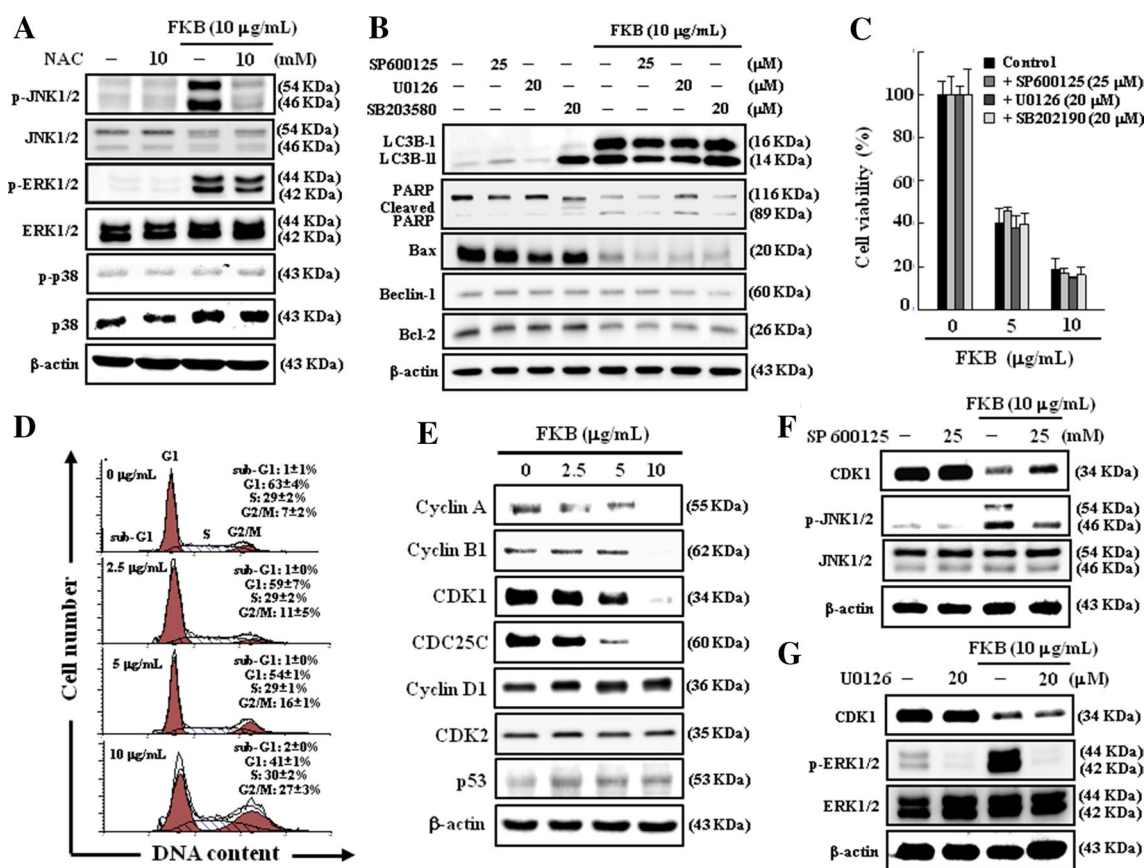 A
FKB (10 µg/mL)
NAC – 10 – 10 (mM)
p-JNK1/2 (54 KDa)
(46 KDa)
JNK1/2 (54 KDa)
(46 KDa)
p-ERK1/2 (44 KDa)
(42 KDa)
ERK1/2 (44 KDa)
(42 KDa)
p-p38 (43 KDa)
p38 (43 KDa)
β-actin (43 KDa)
B
FKB (10 µg/mL)
SP600125 – 25 – – – 25 – – (µM)
U0126 – – 20 – – – 20 – (µM)
SB203580 – – – 20 – – – 20 (µM)
LC3B-I (16 KDa)
LC3B-II (14 KDa)
PARP (116 KDa)
Cleaved
PARP (89 KDa)
Bax (20 KDa)
Beclin-1 (60 KDa)
Bcl-2 (26 KDa)
β-actin (43 KDa)
C
Control
+ SP600125 (25 µM)
+ U0126 (20 µM)
+ SB202190 (20 µM)
Cell viability (%)
100
80
60
40
20
0
0 5 10
FKB (µg/mL)
D
Cell number
0 µg/mL
G1
sub-G1: 1±1%
G1: 63±4%
S: 29±2%
G2/M: 7±2%
sub-G1 S G2/M
2.5 µg/mL
sub-G1: 1±0%
G1: 59±7%
S: 29±2%
G2/M: 11±5%
5 µg/mL
sub-G1: 1±0%
G1: 54±1%
S: 29±1%
G2/M: 16±1%
10 µg/mL
sub-G1: 2±0%
G1: 41±1%
S: 30±2%
G2/M: 27±3%
DNA content
E
FKB (µg/mL)
0 2.5 5 10
Cyclin A (55 KDa)
Cyclin B1 (62 KDa)
CDK1 (34 KDa)
CDC25C (60 KDa)
Cyclin D1 (36 KDa)
CDK2 (35 KDa)
p53 (53 KDa)
β-actin (43 KDa)
F
FKB (10 µg/mL)
SP 600125 – 25 – 25 (mM)
CDK1 (34 KDa)
p-JNK1/2 (54 KDa)
(46 KDa)
JNK1/2 (54 KDa)
(46 KDa)
β-actin (43 KDa)
G
FKB (10 µg/mL)
U0126 – 20 – 20 (µM)
CDK1 (34 KDa)
p-ERK1/2 (44 KDa)
(42 KDa)
ERK1/2 (44 KDa)
(42 KDa)
β-actin (43 KDa)